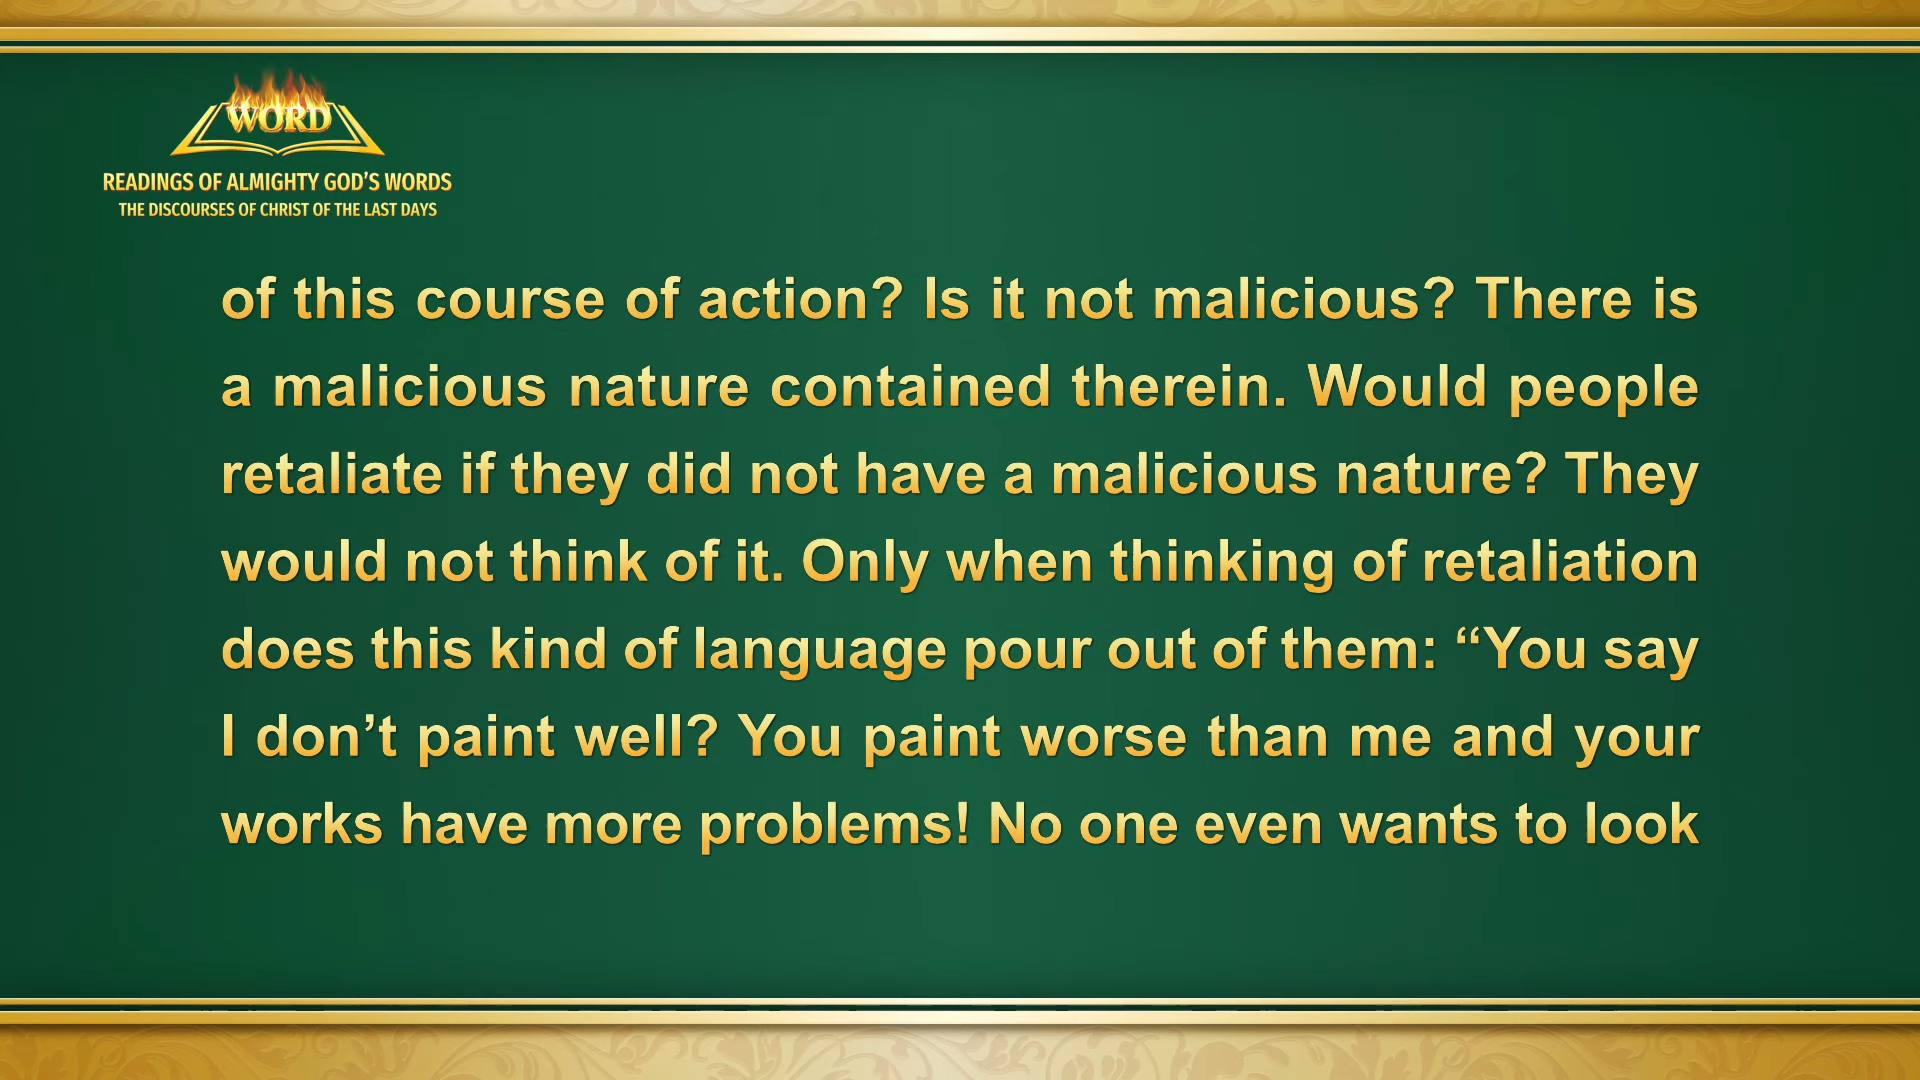 WORD
READINGS OF ALMIGHTY GOD’S WORDS
THE DISCOURSES OF CHRIST OF THE LAST DAYS
of this course of action? Is it not malicious? There is
a malicious nature contained therein. Would people
retaliate if they did not have a malicious nature? They
would not think of it. Only when thinking of retaliation
does this kind of language pour out of them: “You say
I don’t paint well? You paint worse than me and your
works have more problems! No one even wants to look